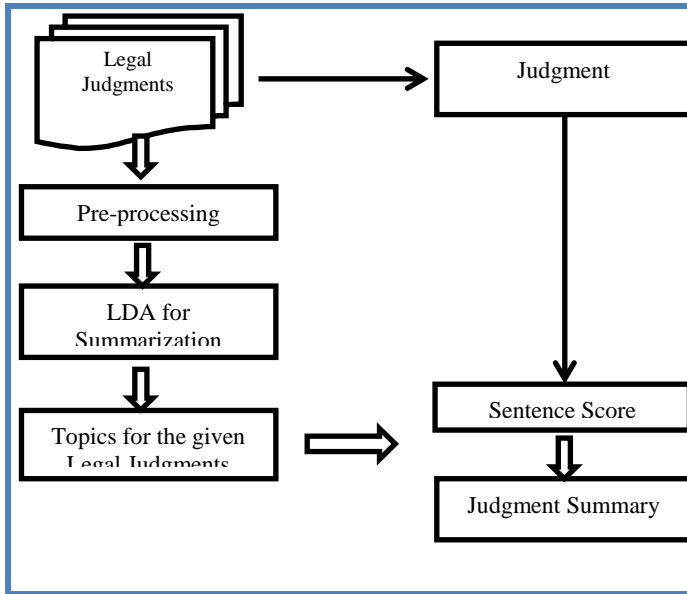 Legal
Judgments
Judgment
Pre-processing
LDA for
Summarization
Topics for the given
Legal Judgments
Sentence Score
Judgment Summary